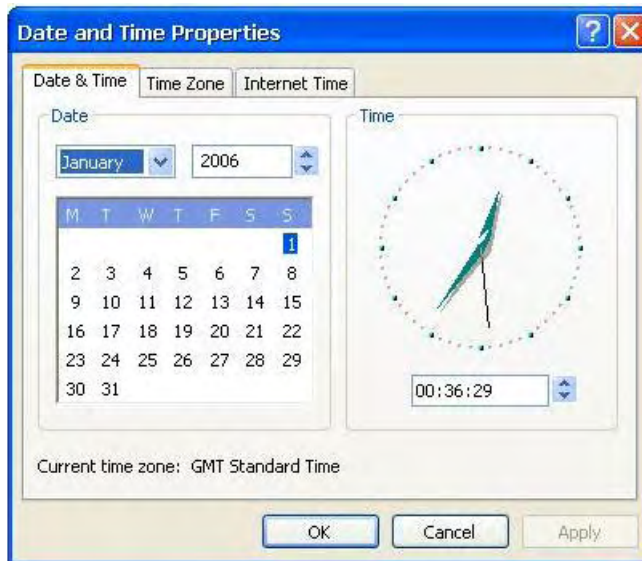 Date and Time Properties
Date & Time Time Zone Internet Time
Date
January 2006
M T W T F S S
1
2 3 4 5 6 7 8
9 10 11 12 13 14 15
16 17 18 19 20 21 22
23 24 25 26 27 28 29
30 31
Time
00:36:29
Current time zone: GMT Standard Time
OK Cancel Apply